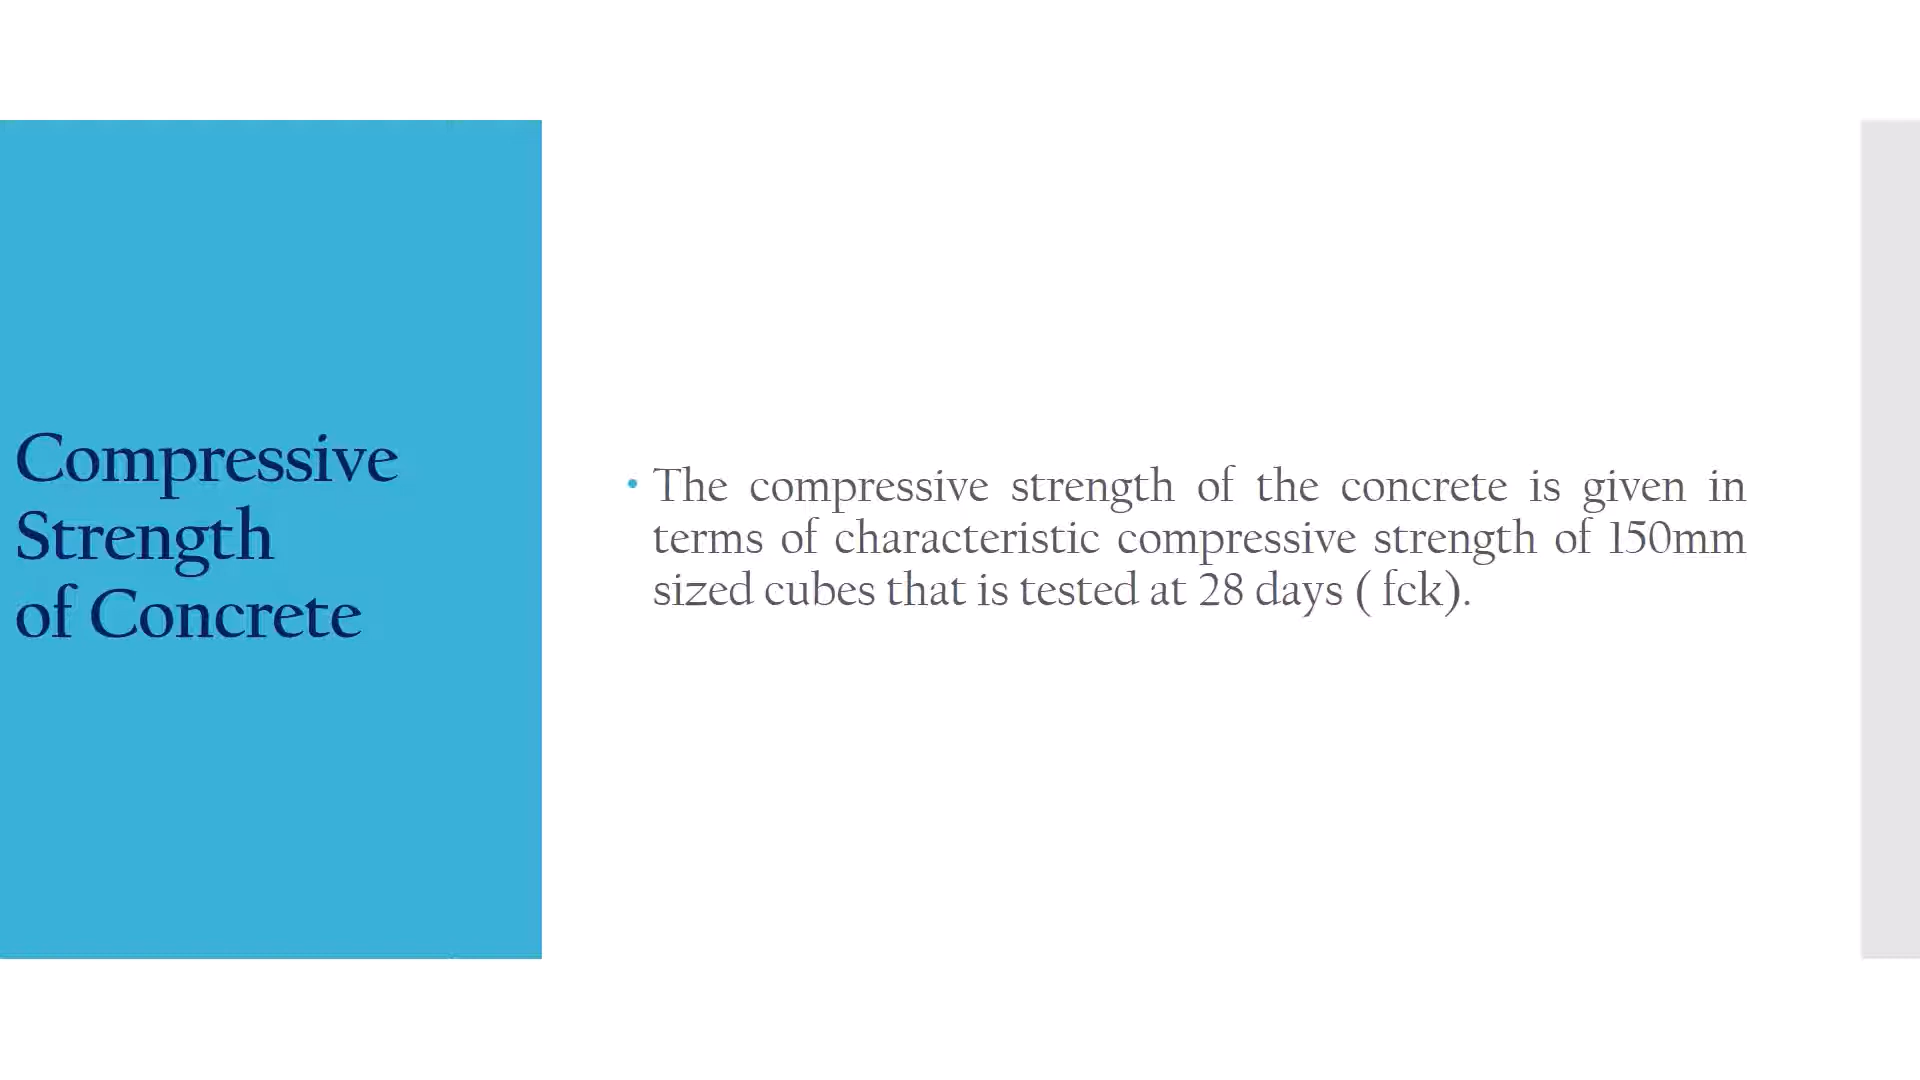 Compressive
Strength
of Concrete
• The compressive strength of the concrete is given in
terms of characteristic compressive strength of 150mm
sized cubes that is tested at 28 days ( fck).